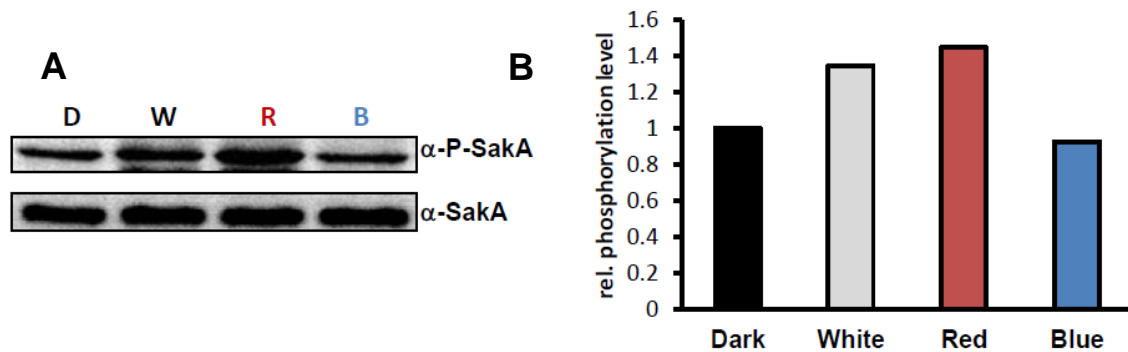 A
D W R B
α-P-SakA
α-SakA
B
rel. phosphorylation level
1.6
1.4
1.2
1
0.8
0.6
0.4
0.2
0
Dark White Red Blue